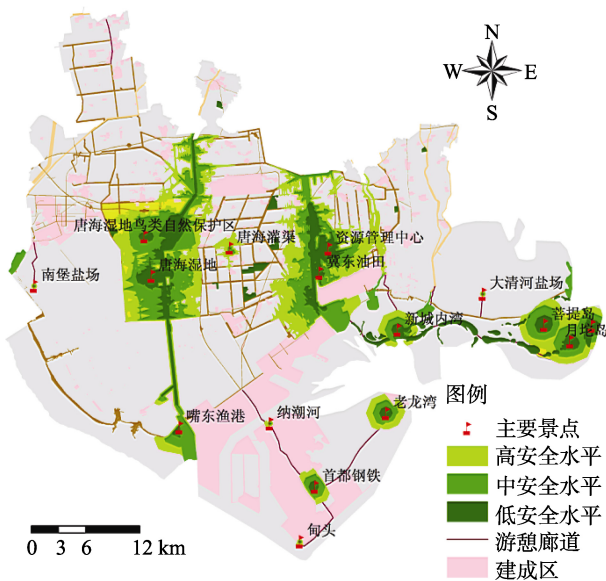 N
W E
S
唐海湿地鸟类自然保护区
唐海灌渠
资源管理中心
冀东油田
唐海湿地
南堡盐场
大清河盐场
新城内湾
菩提岛
月坨岛
嘴东渔港
纳潮河
老龙湾
首都钢铁
甸头
图例
主要景点
高安全水平
中安全水平
低安全水平
游憩廊道
建成区
0 3 6 12 km